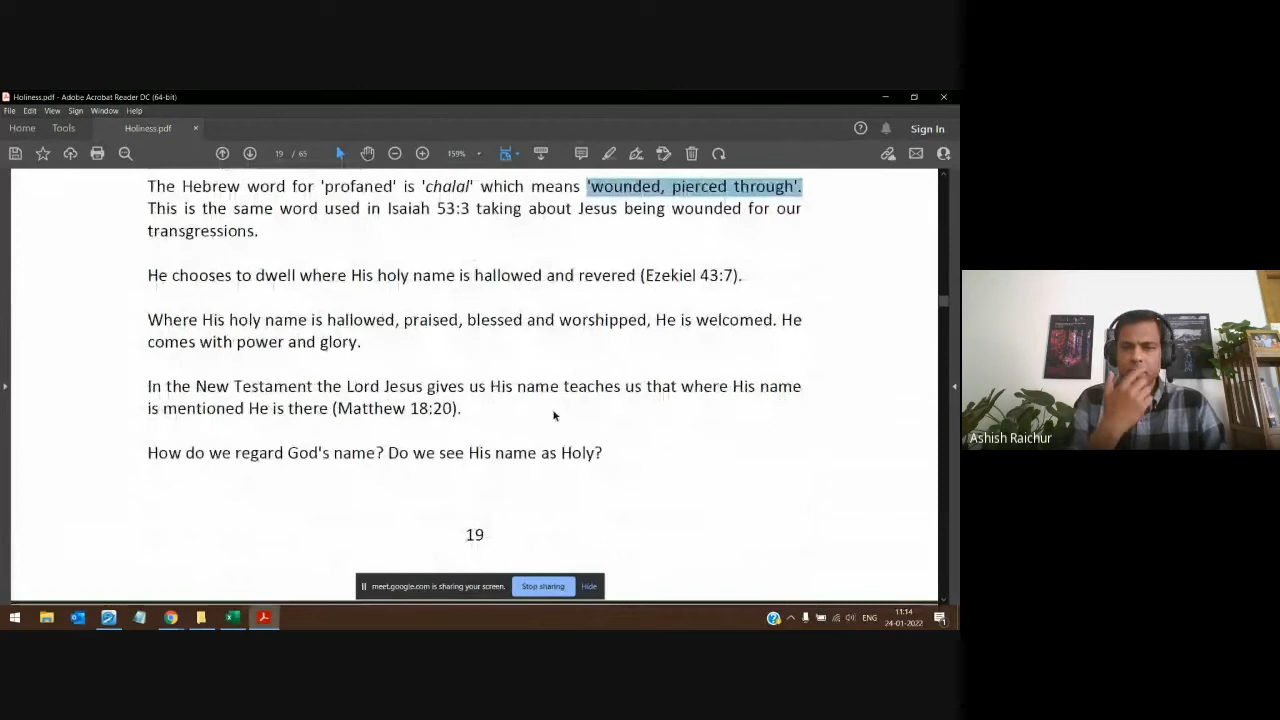 Holiness.pdf - Adobe Acrobat Reader DC (64-bit)
File Edit View Sign Window Help
Home Tools Holiness.pdf × Sign In
19 / 65 159%
The Hebrew word for 'profaned' is 'chalal' which means 'wounded, pierced through'.
This is the same word used in Isaiah 53:3 taking about Jesus being wounded for our
transgressions.
He chooses to dwell where His holy name is hallowed and revered (Ezekiel 43:7).
Where His holy name is hallowed, praised, blessed and worshipped, He is welcomed. He
comes with power and glory.
In the New Testament the Lord Jesus gives us His name teaches us that where His name
is mentioned He is there (Matthew 18:20).
How do we regard God's name? Do we see His name as Holy?
19
meet.google.com is sharing your screen. Stop sharing Hide
Ashish Raichur
ENG
11:14
24-01-2022